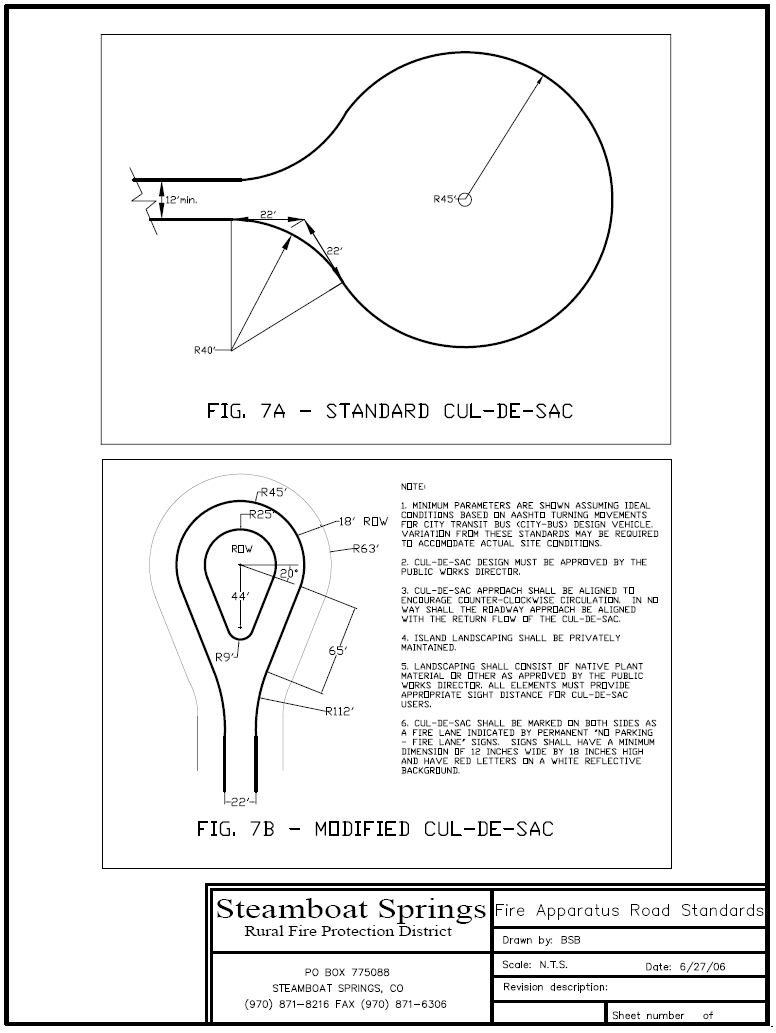 12'min.
22'
22'
R45'
R40'
FIG. 7A - STANDARD CUL-DE-SAC
R45'
R25'
18' ROW
ROW
R63'
20°
44'
65'
R9'
R112'
22'
FIG. 7B - MODIFIED CUL-DE-SAC
NOTE:
1. MINIMUM PARAMETERS ARE SHOWN ASSUMING IDEAL
CONDITIONS BASED ON AASHTO TURNING MOVEMENTS
FOR CITY TRANSIT BUS (CITY-BUS) DESIGN VEHICLE.
VARIATION FROM THESE STANDARDS MAY BE REQUIRED
TO ACCOMODATE ACTUAL SITE CONDITIONS.
2. CUL-DE-SAC DESIGN MUST BE APPROVED BY THE
PUBLIC WORKS DIRECTOR.
3. CUL-DE-SAC APPROACH SHALL BE ALIGNED TO
ENCOURAGE COUNTER-CLOCKWISE CIRCULATION. IN NO
WAY SHALL THE ROADWAY APPROACH BE ALIGNED
WITH THE RETURN FLOW OF THE CUL-DE-SAC.
4. ISLAND LANDSCAPING SHALL BE PRIVATELY
MAINTAINED.
5. LANDSCAPING SHALL CONSIST OF NATIVE PLANT
MATERIAL OR OTHER AS APPROVED BY THE PUBLIC
WORKS DIRECTOR. ALL ELEMENTS MUST PROVIDE
APPROPRIATE SIGHT DISTANCE FOR CUL-DE-SAC
USERS.
6. CUL-DE-SAC SHALL BE MARKED ON BOTH SIDES AS
A FIRE LANE INDICATED BY PERMANENT "NO PARKING
- FIRE LANE" SIGNS. SIGNS SHALL HAVE A MINIMUM
DIMENSION OF 12 INCHES WIDE BY 18 INCHES HIGH
AND HAVE RED LETTERS ON A WHITE REFLECTIVE
BACKGROUND.
Steamboat Springs
Rural Fire Protection District
PO BOX 775088
STEAMBOAT SPRINGS, CO
(970) 871-8216 FAX (970) 871-6306
Fire Apparatus Road Standards
Drawn by: BSB
Scale: N.T.S. Date: 6/27/06
Revision description:
Sheet number of